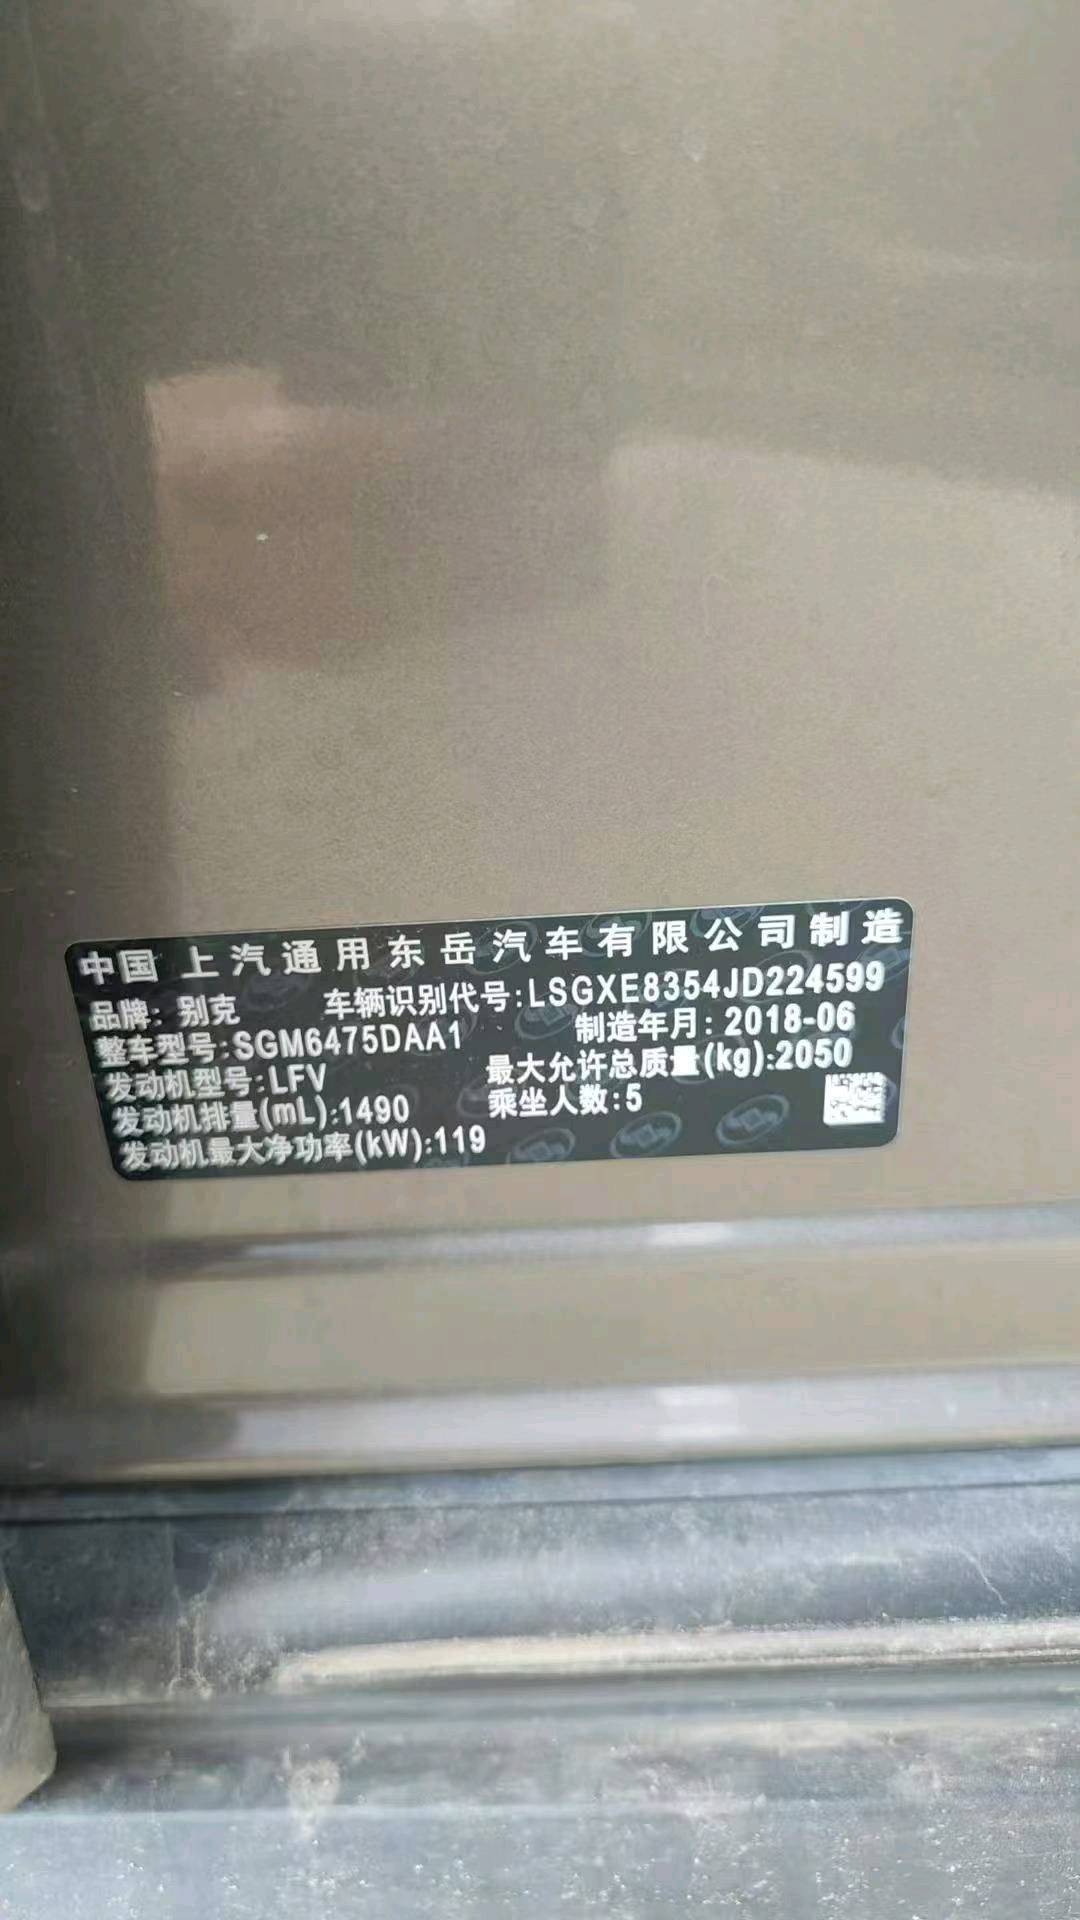 中国 上汽通用东岳汽车有限公司制造
品牌: 别克 车辆识别代号:LSGXE8354JD224599
整车型号:SGM6475DAA1 制造年月: 2018-06
发动机型号:LFV 最大允许总质量(kg):2050
发动机排量(mL):1490 乘坐人数:5
发动机最大净功率(kW):119